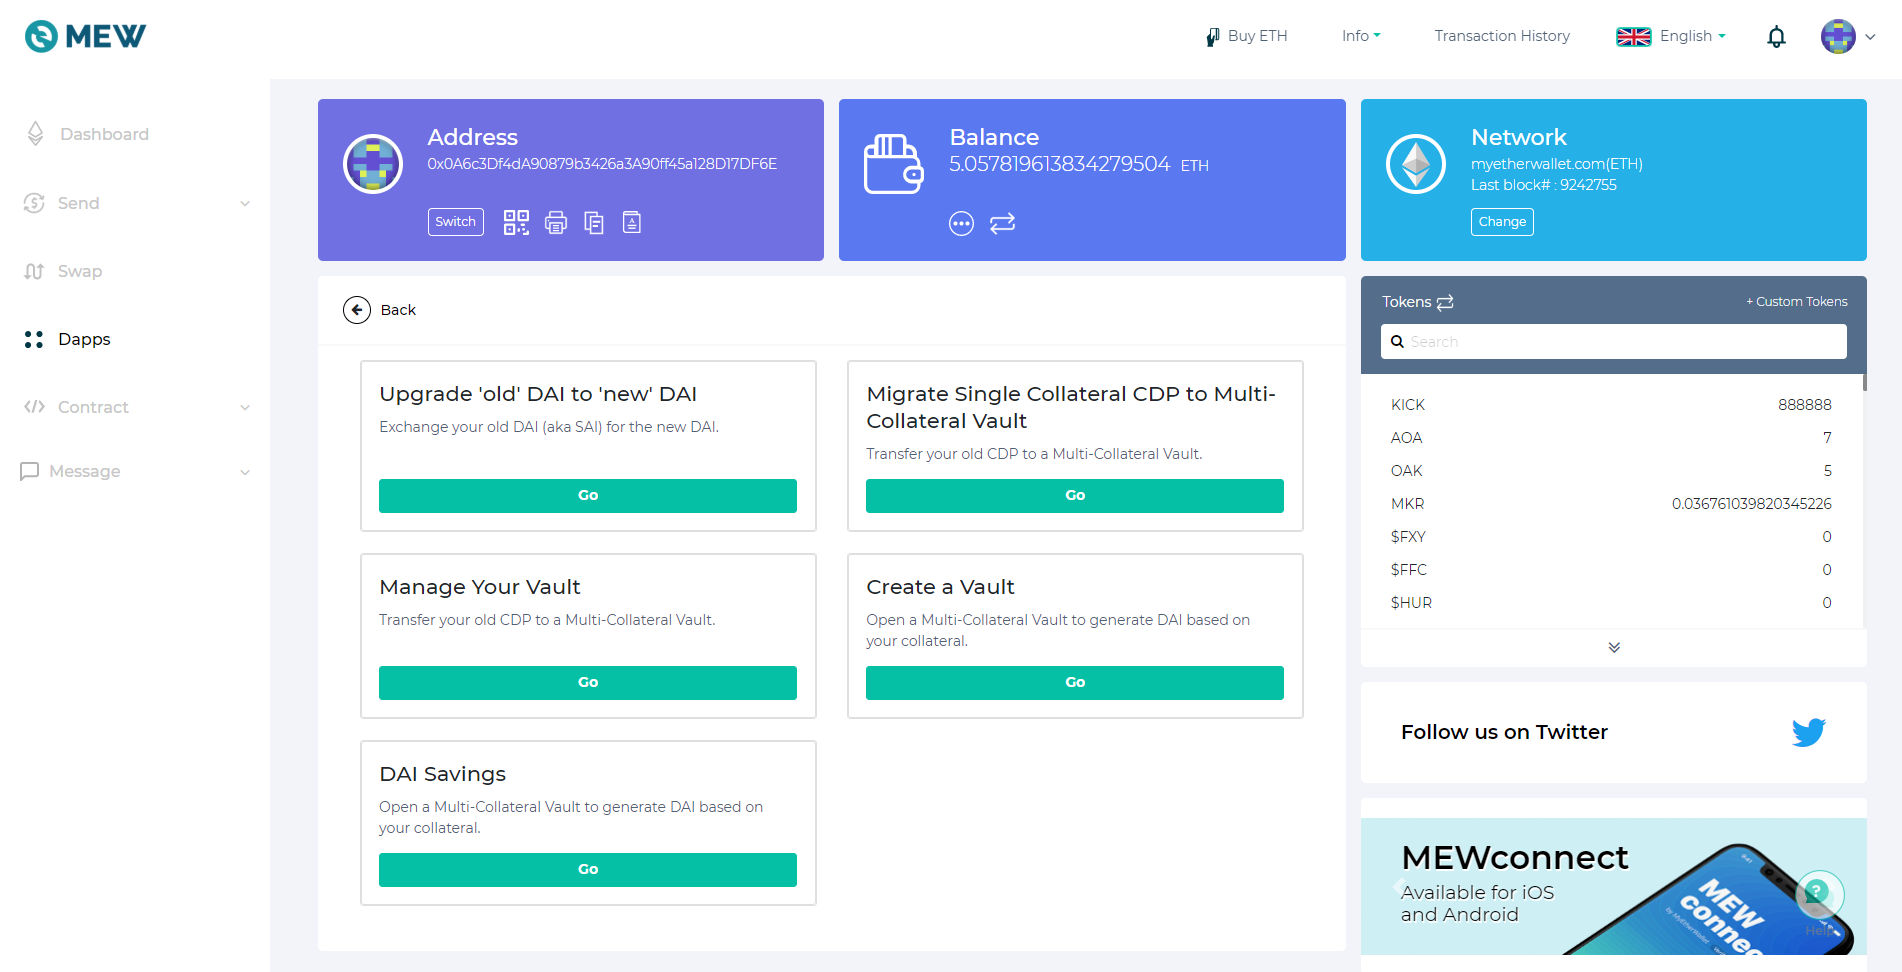 MEW
Buy ETH
Info
Transaction History
English
Dashboard
Send
Swap
Dapps
Contract
Message
Address
0x0A6c3Df4dA90879b3426a3A90ff45a128D17DF6E
Switch
Balance
5.057819613834279504 ETH
Network
myetherwallet.com(ETH)
Last block# : 9242755
Change
Back
Upgrade 'old' DAI to 'new' DAI
Exchange your old DAI (aka SAI) for the new DAI.
Go
Migrate Single Collateral CDP to Multi-
Collateral Vault
Transfer your old CDP to a Multi-Collateral Vault.
Go
Manage Your Vault
Transfer your old CDP to a Multi-Collateral Vault.
Go
Create a Vault
Open a Multi-Collateral Vault to generate DAI based on
your collateral.
Go
DAI Savings
Open a Multi-Collateral Vault to generate DAI based on
your collateral.
Go
Tokens
+ Custom Tokens
Search
KICK 888888
AOA 7
OAK 5
MKR 0.036761039820345226
$FXY 0
$FFC 0
$HUR 0
Follow us on Twitter
MEWconnect
Available for iOS
and Android
MEW
connect
by MyEtherWallet
Help